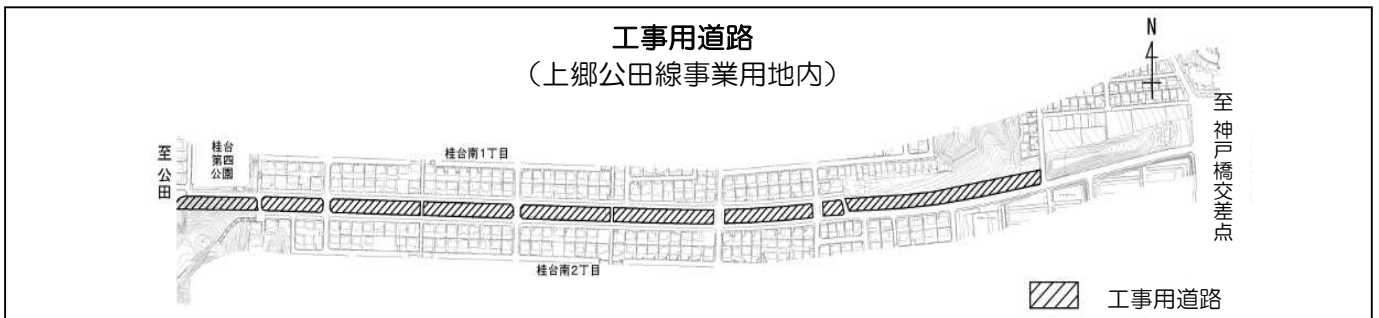 工事用道路
（上郷公田線事業用地内）
N
至 神戸橋交差点
至 公田
桂台
第四
公園
桂台南1丁目
桂台南2丁目
工事用道路